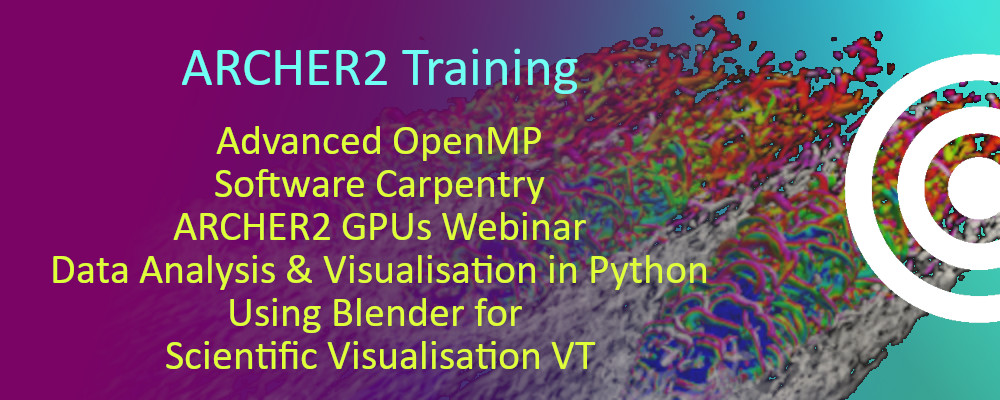 ARCHER2 Training
Advanced OpenMP
Software Carpentry
ARCHER2 GPUs Webinar
Data Analysis & Visualisation in Python
Using Blender for
Scientific Visualisation VT